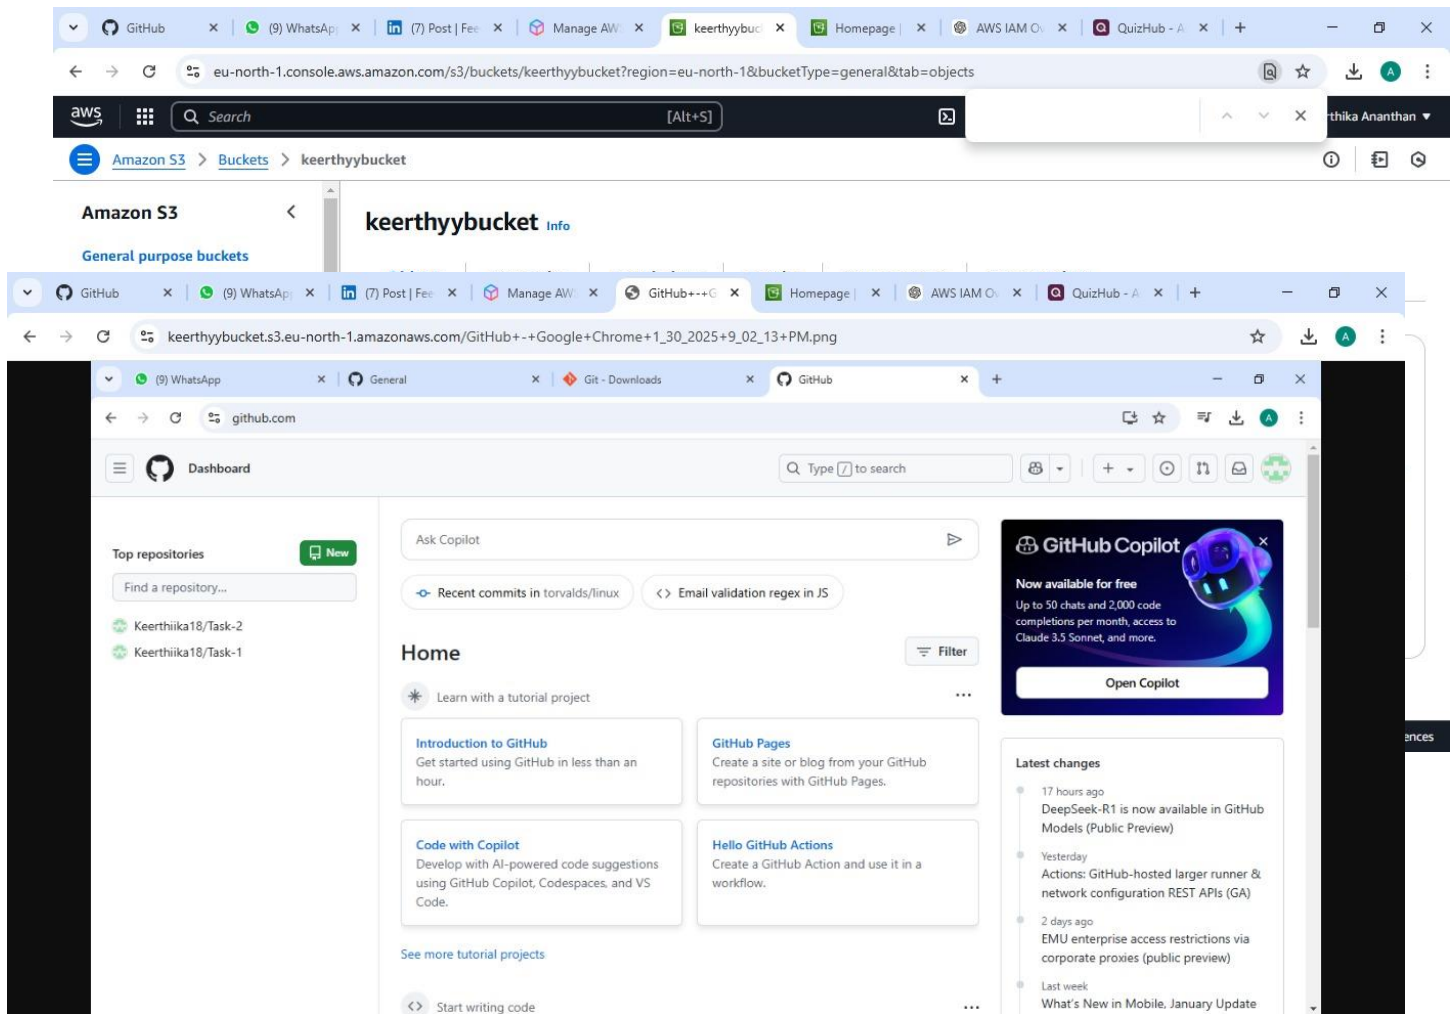 GitHub
(9) WhatsApp
(7) Post | Fee
Manage AW
keerthyybuc
Homepage |
AWS IAM Ov
QuizHub - A
eu-north-1.console.aws.amazon.com/s3/buckets/keerthyybucket?region=eu-north-1&bucketType=general&tab=objects
A
aws
Search
[Alt+S]
rthika Ananthan
Amazon S3
Buckets
keerthyybucket
Amazon S3
keerthyybucket Info
General purpose buckets
GitHub
(9) WhatsAp
(7) Post | Fee
Manage AW
GitHub+-+G
Homepage |
AWS IAM Ov
QuizHub - A
keerthyybucket.s3.eu-north-1.amazonaws.com/GitHub+-+Google+Chrome+1_30_2025+9_02_13+PM.png
A
(9) WhatsApp
General
Git - Downloads
GitHub
github.com
A
Dashboard
Type / to search
Top repositories
New
Find a repository...
Keerthiika18/Task-2
Keerthiika18/Task-1
Ask Copilot
Recent commits in torvalds/linux
Email validation regex in JS
Home
Filter
Learn with a tutorial project
Introduction to GitHub
Get started using GitHub in less than an
hour.
GitHub Pages
Create a site or blog from your GitHub
repositories with GitHub Pages.
Code with Copilot
Develop with AI-powered code suggestions
using GitHub Copilot, Codespaces, and VS
Code.
Hello GitHub Actions
Create a GitHub Action and use it in a
workflow.
See more tutorial projects
Start writing code
GitHub Copilot
Now available for free
Up to 50 chats and 2,000 code
completions per month, access to
Claude 3.5 Sonnet, and more.
Open Copilot
Latest changes
17 hours ago
DeepSeek-R1 is now available in GitHub
Models (Public Preview)
Yesterday
Actions: GitHub-hosted larger runner &
network configuration REST APIs (GA)
2 days ago
EMU enterprise access restrictions via
corporate proxies (public preview)
Last week
What's New in Mobile, January Update
ences